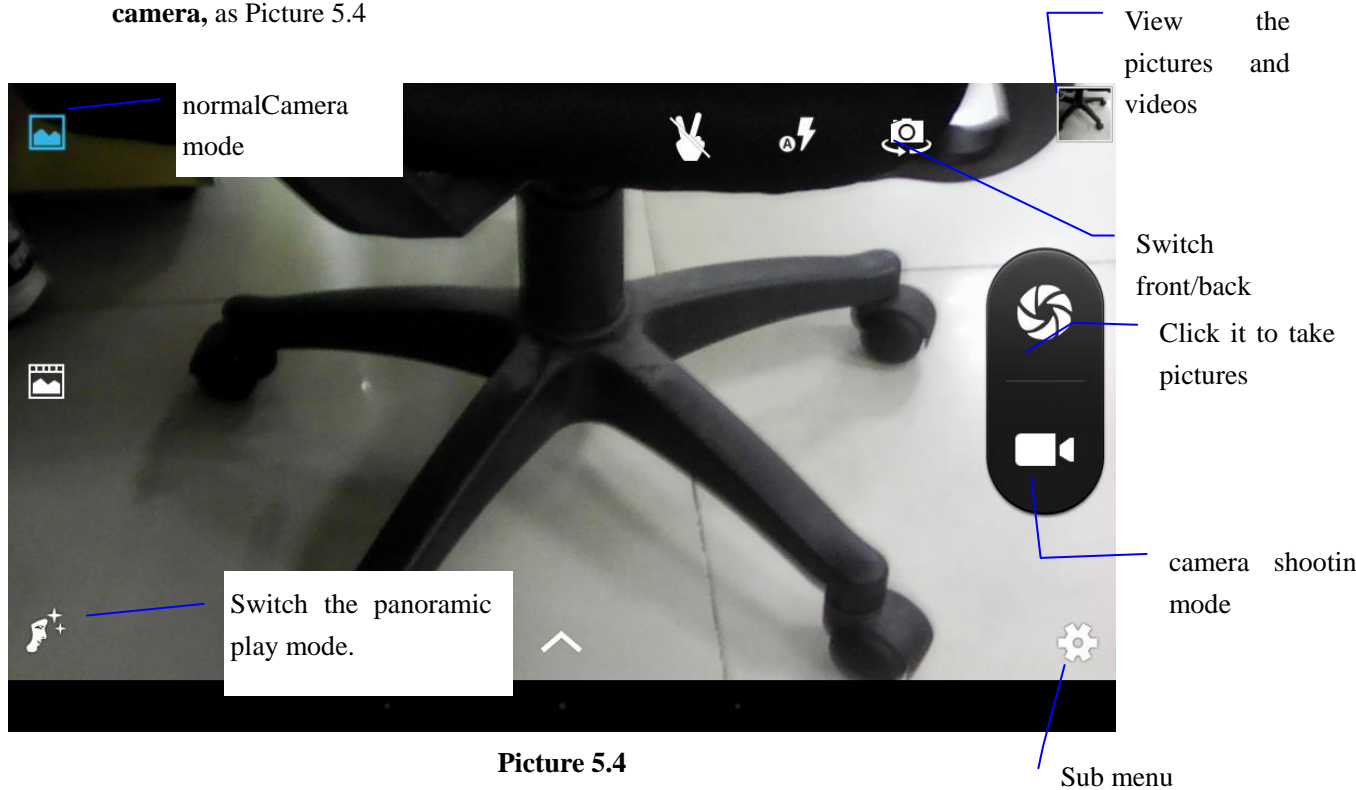 camera, as Picture 5.4
View the
pictures and
videos
normalCamera
mode
A
Switch
front/back
Click it to take
pictures
camera shootin
mode
Switch the panoramic
play mode.
Picture 5.4
Sub menu